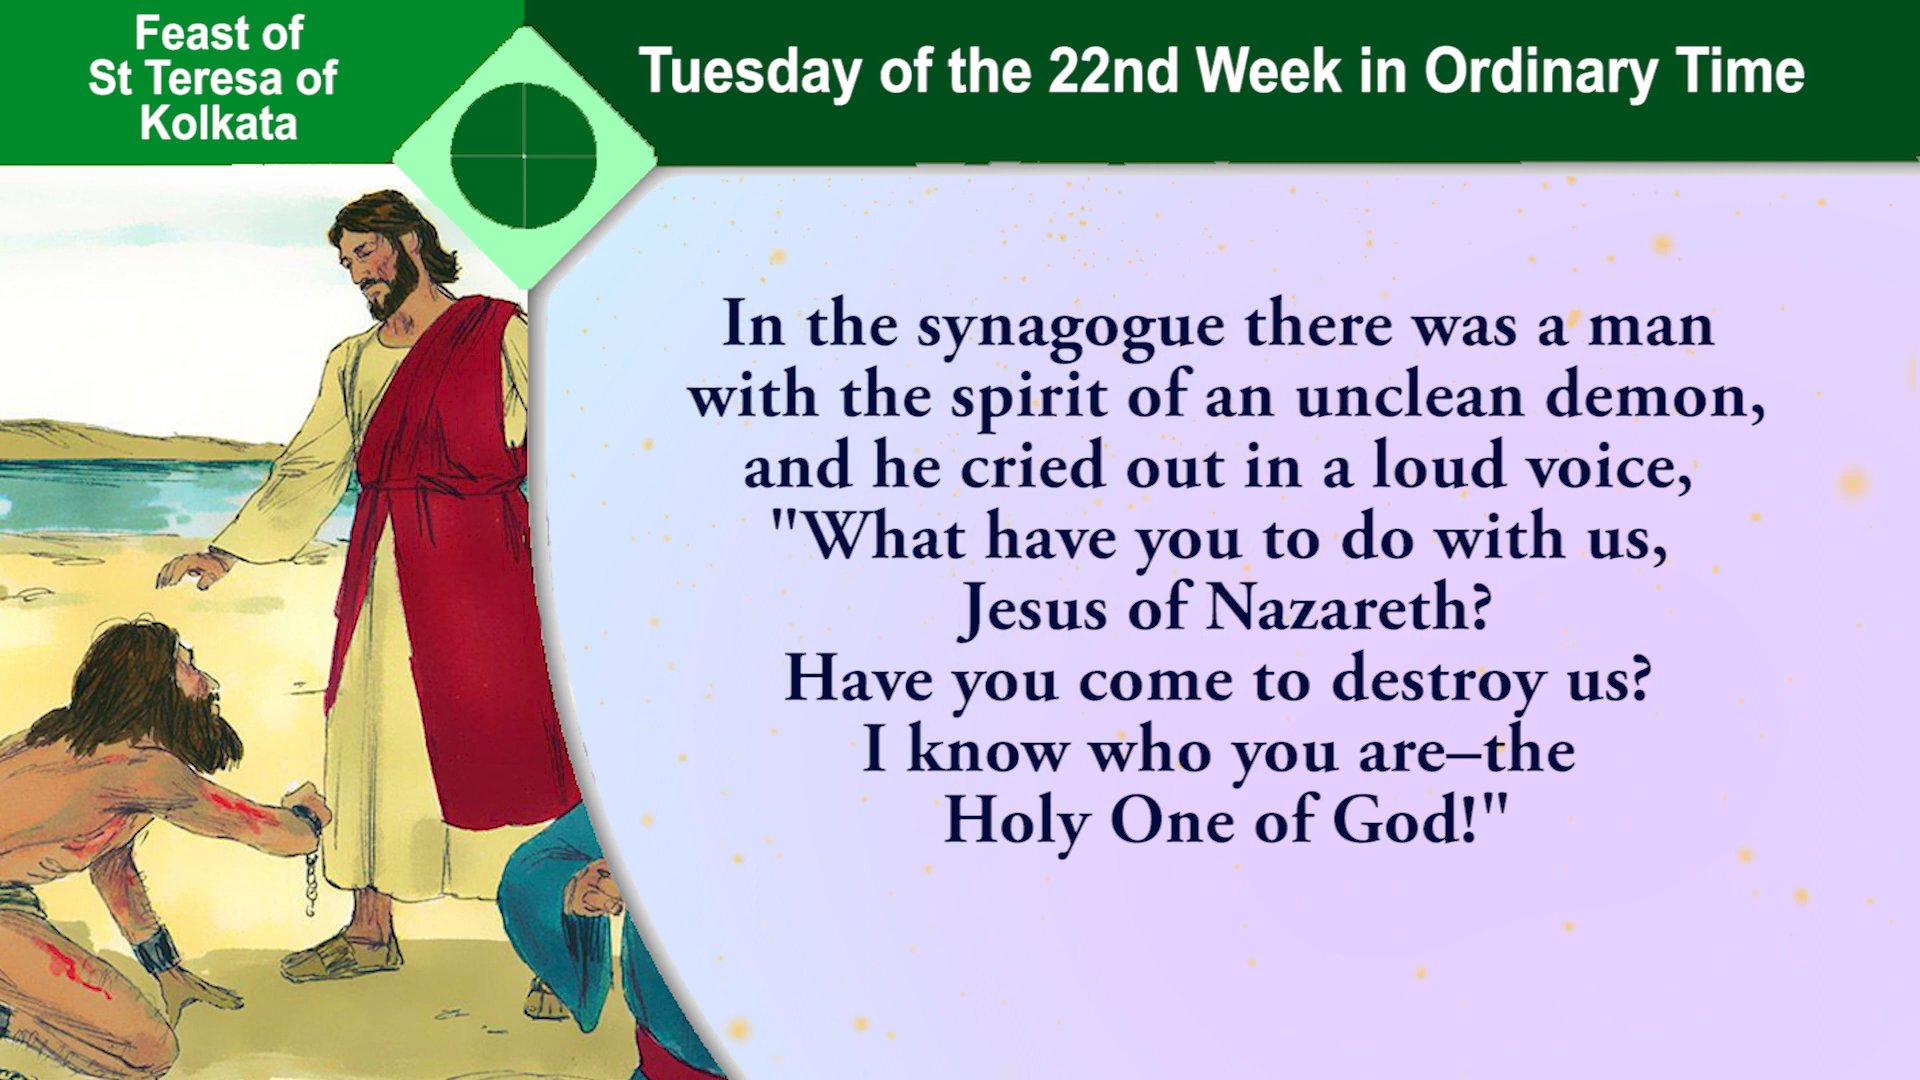 Feast of
St Teresa of
Kolkata
Tuesday of the 22nd Week in Ordinary Time
In the synagogue there was a man
with the spirit of an unclean demon,
and he cried out in a loud voice,
"What have you to do with us,
Jesus of Nazareth?
Have you come to destroy us?
I know who you are–the
Holy One of God!"